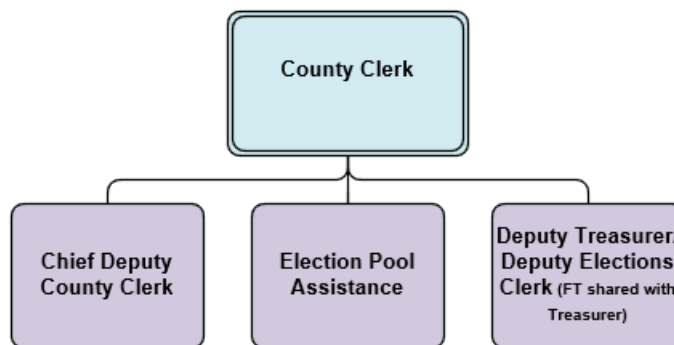 County Clerk
Chief Deputy
County Clerk
Election Pool
Assistance
Deputy Treasurer/
Deputy Elections
Clerk (FT shared with
Treasurer)